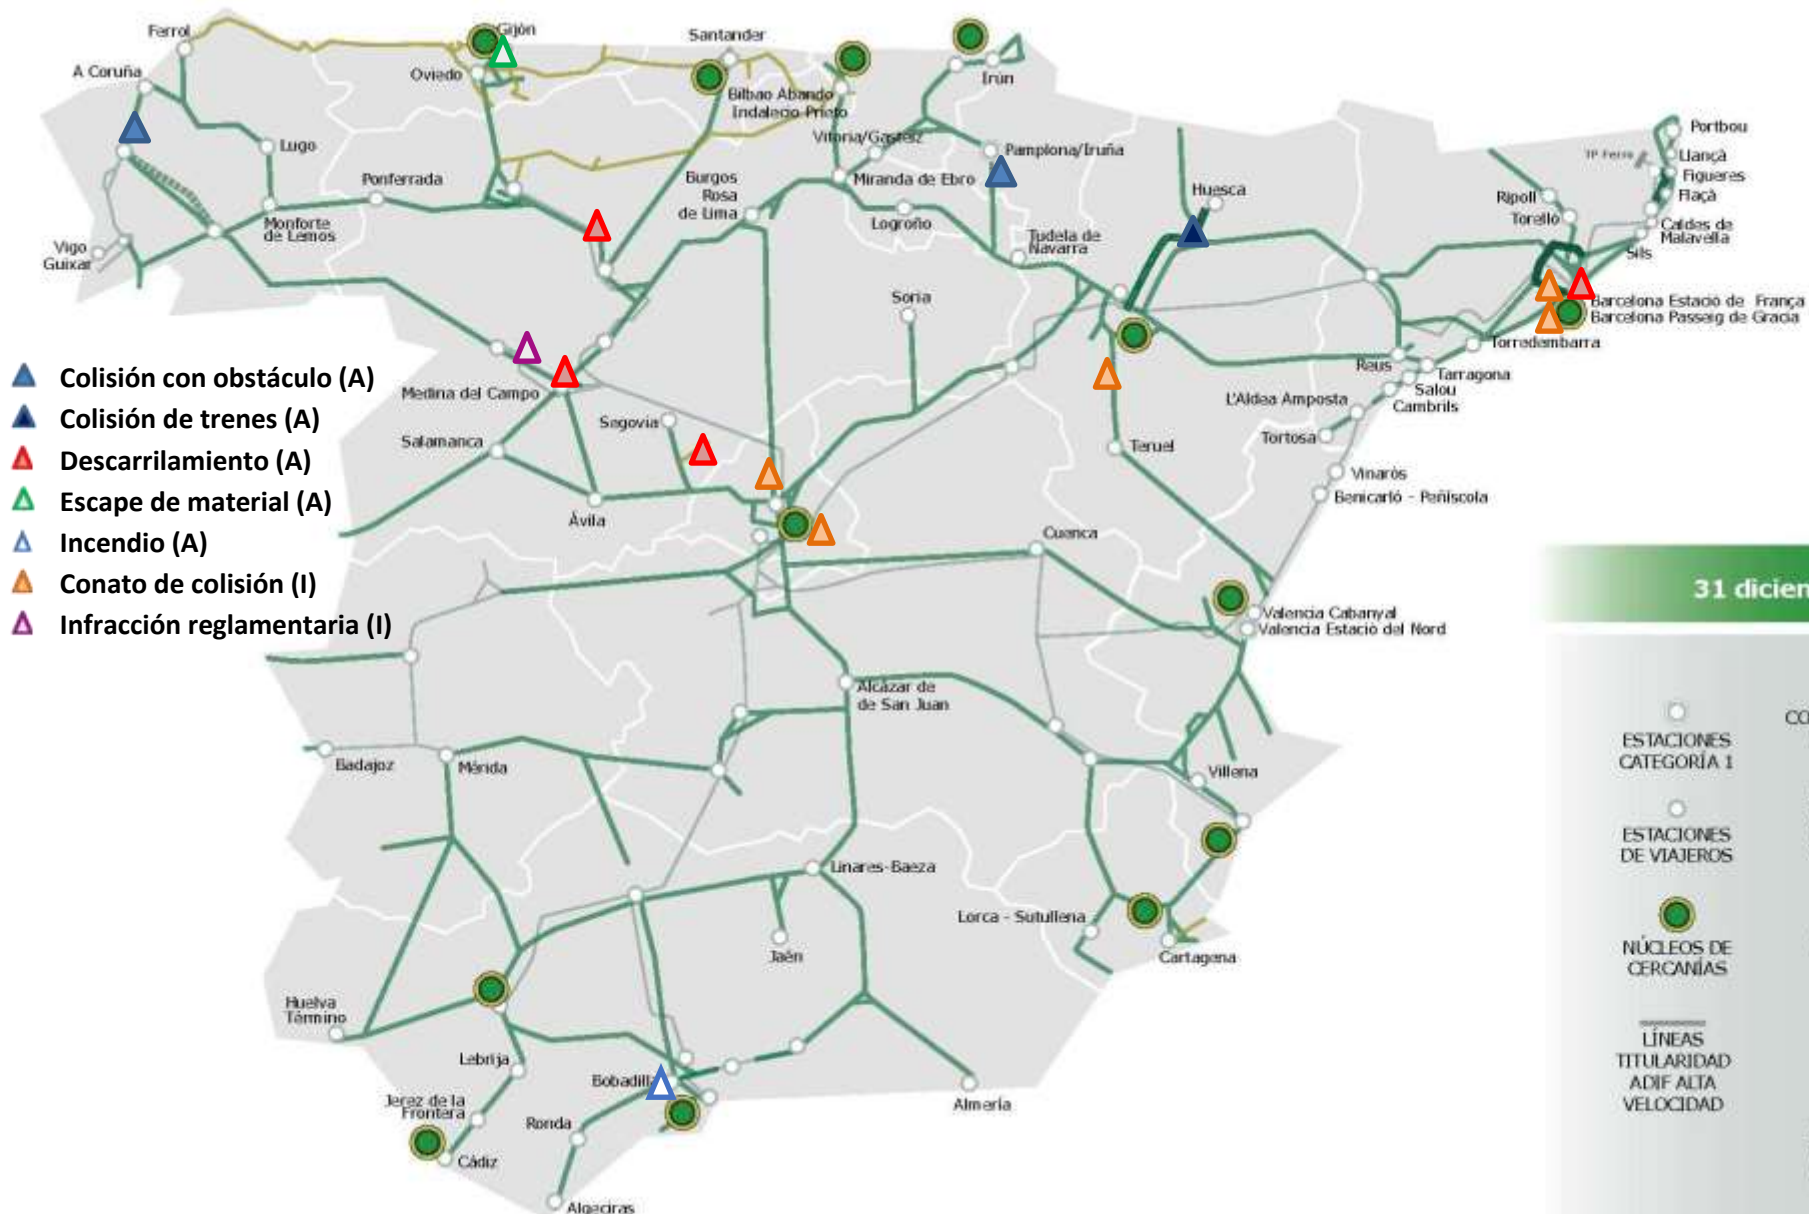 Ferrol
Gijón
Santander
A Coruña
Oviedo
Irún
Bilbao Abando
Indalecio Prieto
Portbou
Lugo
Vitoria/Gasteiz
Pamplona/Iruña
TP Ferro
Llançà
Figueres
Flaçà
Ponferrada
Burgos
Rosa
de Lima
Miranda de Ebro
Huesca
Ripoll
Torelló
Monforte
de Lemos
Logroño
Caldes de
Malavella
Vigo
Guixar
Tudela de
Navarra
Sils
Soria
Barcelona Estació de França
Barcelona Passeig de Gracia
Torredembarra
Reus
Tarragona
Salou
Cambrils
Medina del Campo
L'Aldea Amposta
Segovia
Salamanca
Teruel
Tortosa
Vinaròs
Benicarló - Peñíscola
Ávila
Cuenca
Colisión con obstáculo (A)
Colisión de trenes (A)
Descarrilamiento (A)
Escape de material (A)
Incendio (A)
Conato de colisión (I)
Infracción reglamentaria (I)
Valencia Cabanyal
Valencia Estació del Nord
Alcázar de
de San Juan
Badajoz
Mérida
Villena
Linares-Baeza
Lorca - Sutullena
Jaén
Cartagena
Huelva
Término
Lebrija
Bobadilla
Jerez de la
Frontera
Ronda
Almería
Cádiz
Algeciras
31 diciem
CO
ESTACIONES
CATEGORÍA 1
ESTACIONES
DE VIAJEROS
NÚCLEOS DE
CERCANÍAS
LÍNEAS
TITULARIDAD
ADIF ALTA
VELOCIDAD